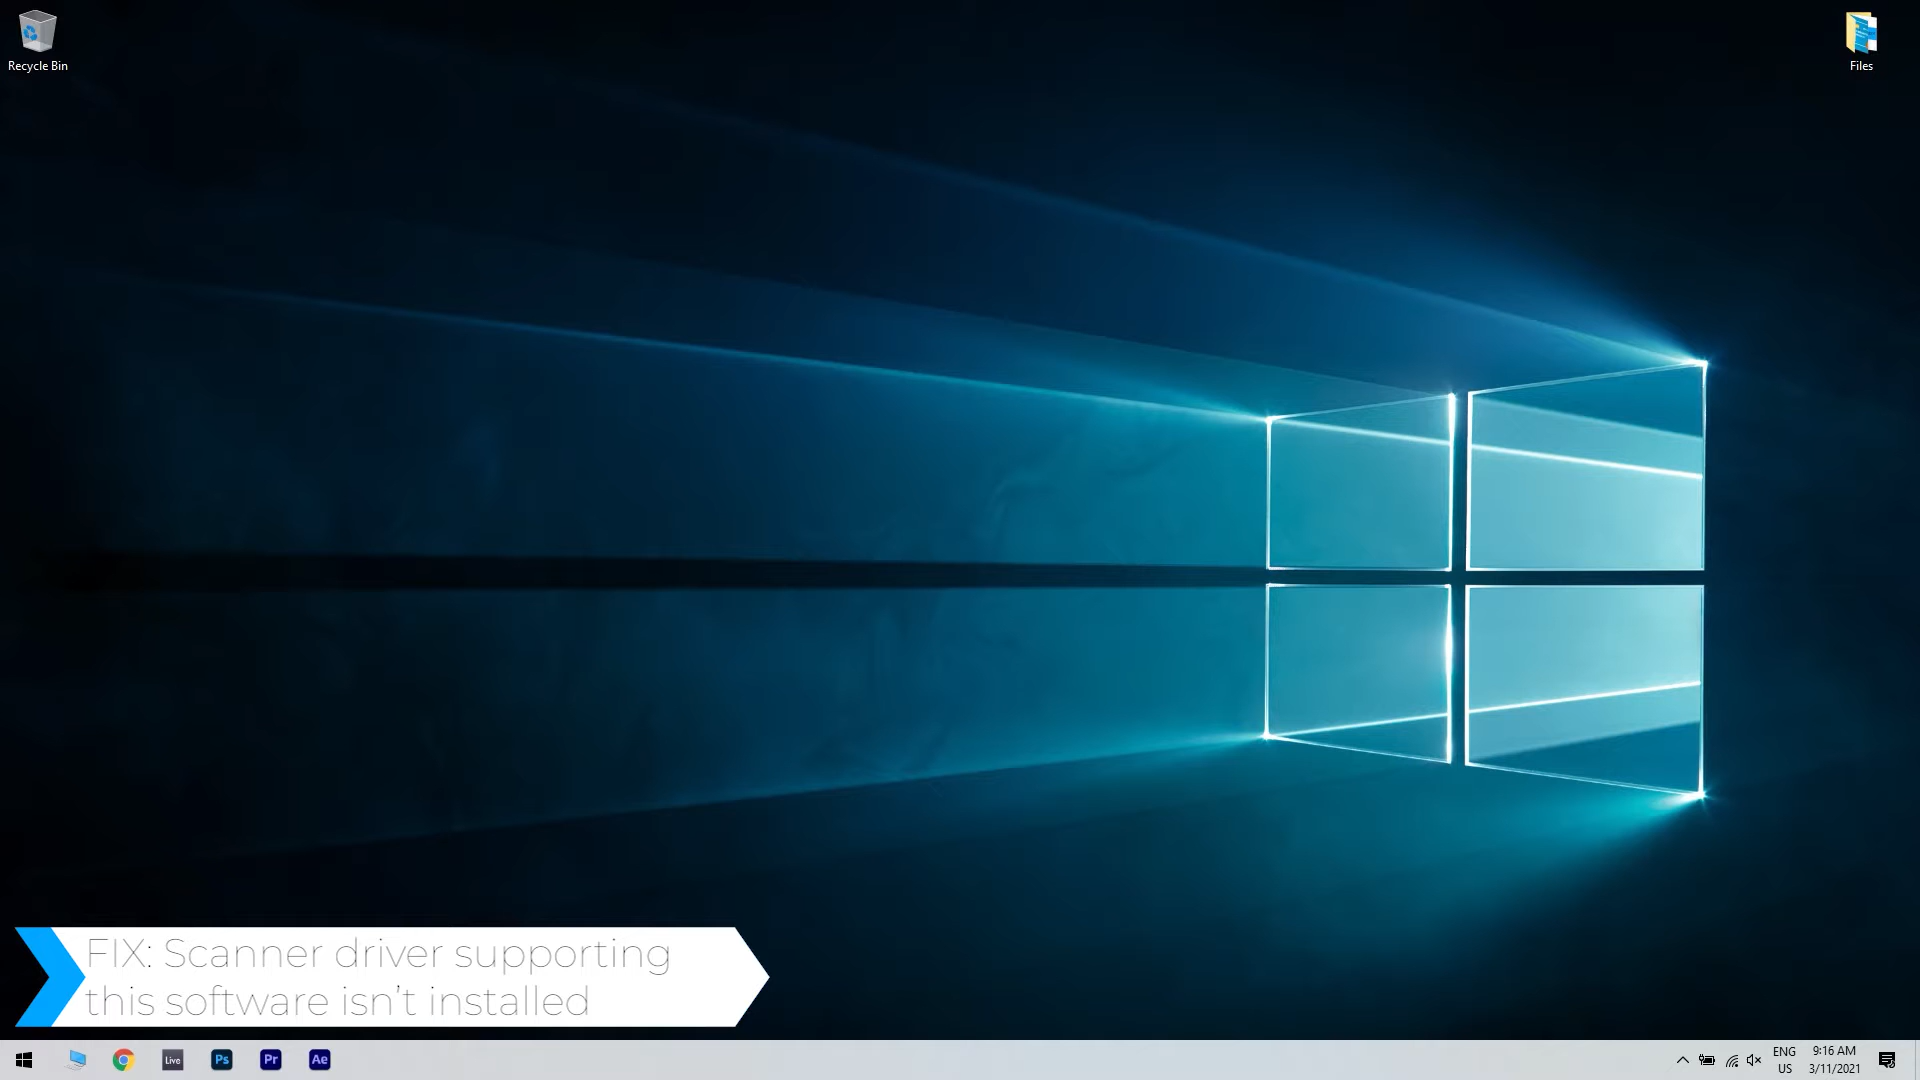 Recycle Bin
Files
FIX: Scanner driver supporting
this software isn’t installed
Live
Ps
Pr
Ae
ENG
US
9:16 AM
3/11/2021